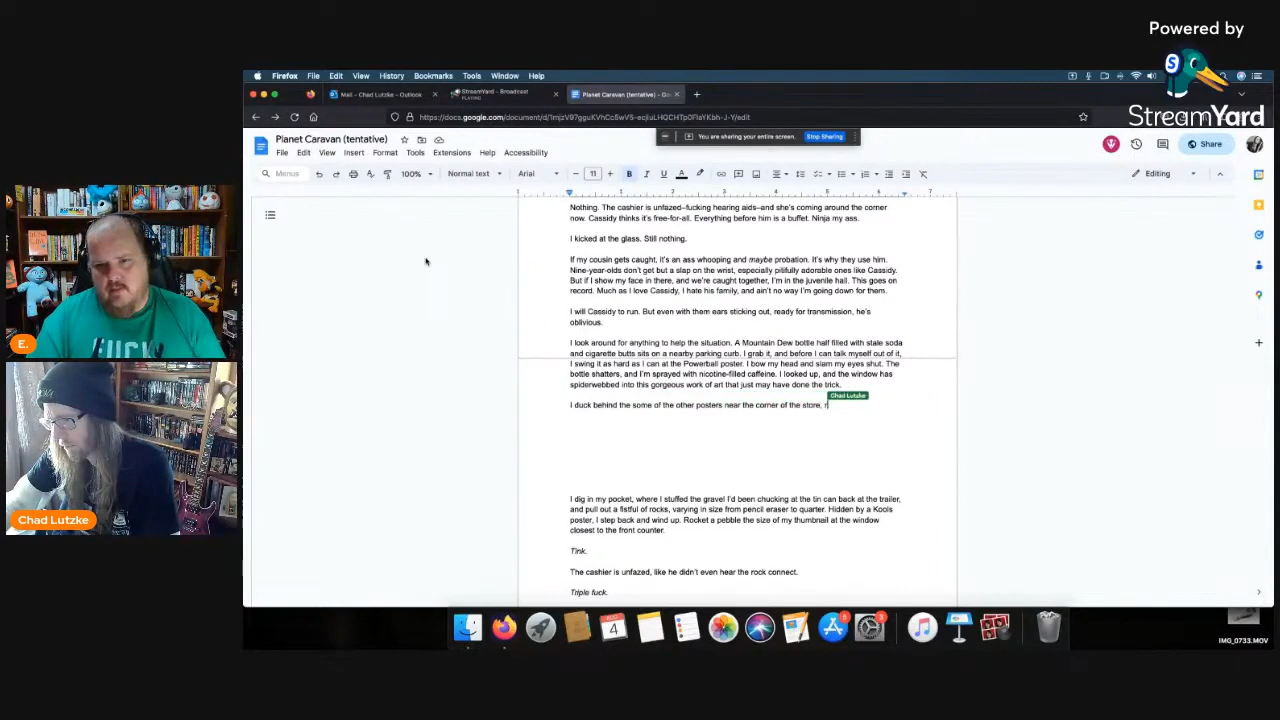 Powered by
StreamYard
Firefox File Edit View History Bookmarks Tools Window Help
Mail - Chad Lutzke - Outlook
StreamYard - Broadcast
PLAYING
Planet Caravan (tentative) - Go
You are sharing your entire screen. Stop Sharing
Planet Caravan (tentative)
File Edit View Insert Format Tools Extensions Help Accessibility
Share
Menus 100% Normal text Arial 11 B I U A Editing
Nothing. The cashier is unfazed–fucking hearing aids–and she's coming around the corner
now. Cassidy thinks it's free-for-all. Everything before him is a buffet. Ninja my ass.
I kicked at the glass. Still nothing.
If my cousin gets caught, it's an ass whooping and maybe probation. It's why they use him.
Nine-year-olds don't get but a slap on the wrist, especially pitifully adorable ones like Cassidy.
But if I show my face in there, and we're caught together, I'm in the juvenile hall. This goes on
record. Much as I love Cassidy, I hate his family, and ain't no way I'm going down for them.
I will Cassidy to run. But even with them ears sticking out, ready for transmission, he's
oblivious.
I look around for anything to help the situation. A Mountain Dew bottle half filled with stale soda
and cigarette butts sits on a nearby parking curb. I grab it, and before I can talk myself out of it,
I swing it as hard as I can at the Powerball poster. I bow my head and slam my eyes shut. The
bottle shatters, and I'm sprayed with nicotine-filled caffeine. I looked up, and the window has
spiderwebbed into this gorgeous work of art that just may have done the trick.
Chad Lutzke
I duck behind the some of the other posters near the corner of the store, r
I dig in my pocket, where I stuffed the gravel I'd been chucking at the tin can back at the trailer,
and pull out a fistful of rocks, varying in size from pencil eraser to quarter. Hidden by a Kools
poster, I step back and wind up. Rocket a pebble the size of my thumbnail at the window
closest to the front counter.
Tink.
The cashier is unfazed, like he didn't even hear the rock connect.
Triple fuck.
E.
Chad Lutzke
AUG
4
IMG_0733.MOV